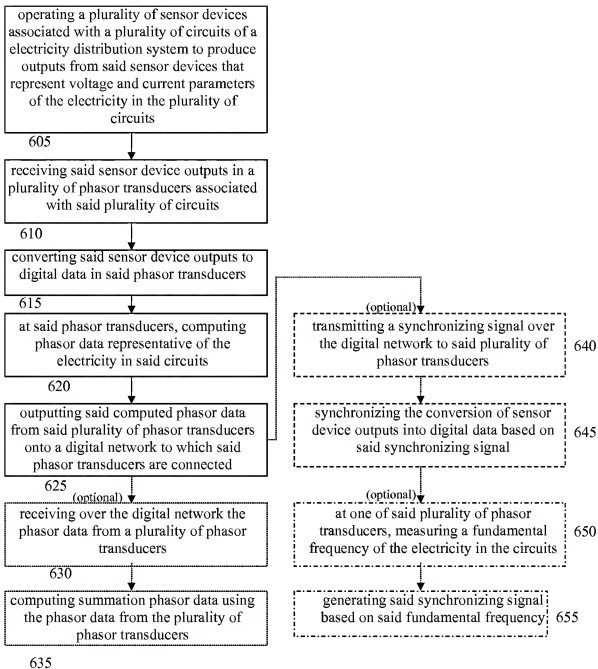 operating a plurality of sensor devices
associated with a plurality of circuits of a
electricity distribution system to produce
outputs from said sensor devices that
represent voltage and current parameters
of the electricity in the plurality of
circuits
605
receiving said sensor device outputs in a
plurality of phasor transducers associated
with said plurality of circuits
610
converting said sensor device outputs to
digital data in said phasor transducers
615
at said phasor transducers, computing
phasor data representative of the
electricity in said circuits
620
outputting said computed phasor data
from said plurality of phasor transducers
onto a digital network to which said
phasor transducers are connected
625
(optional)
receiving over the digital network the
phasor data from a plurality of phasor
transducers
630
computing summation phasor data using
the phasor data from the plurality of
phasor transducers
635
(optional)
transmitting a synchronizing signal over
the digital network to said plurality of
phasor transducers
640
synchronizing the conversion of sensor
device outputs into digital data based on
said synchronizing signal
645
(optional)
at one of said plurality of phasor
transducers, measuring a fundamental
frequency of the electricity in the circuits
650
generating said synchronizing signal
based on said fundamental frequency
655